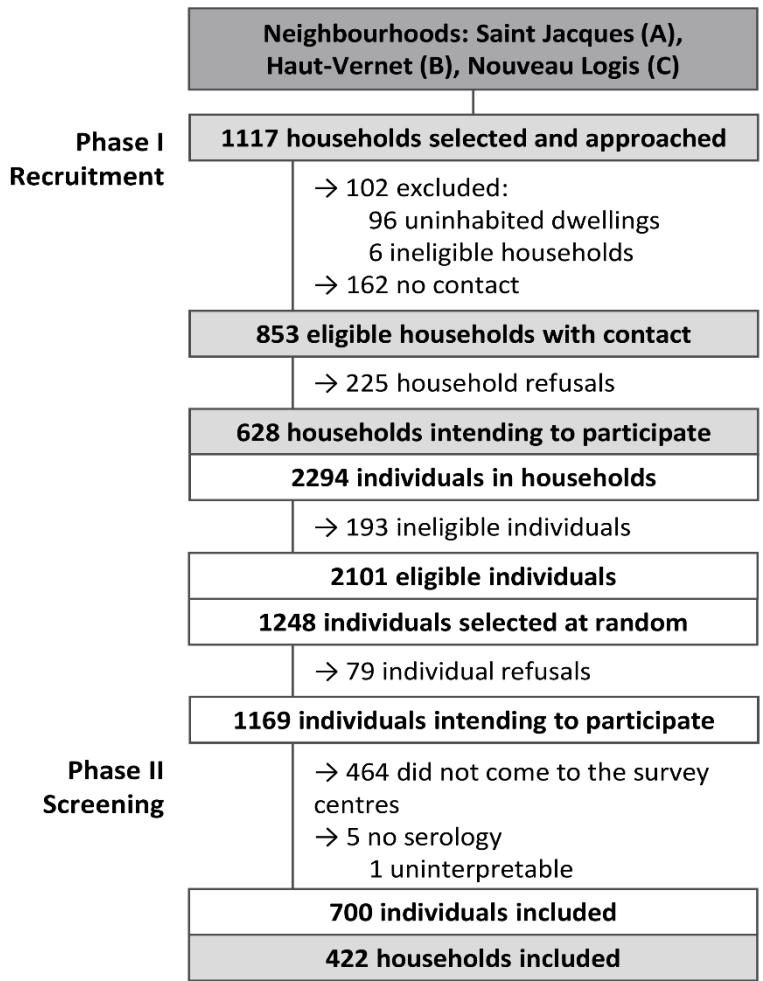 Neighbourhoods: Saint Jacques (A),
Haut-Vernet (B), Nouveau Logis (C)
Phase I
Recruitment
1117 households selected and approached
→ 102 excluded:
96 uninhabited dwellings
6 ineligible households
→ 162 no contact
853 eligible households with contact
→ 225 household refusals
628 households intending to participate
2294 individuals in households
→ 193 ineligible individuals
2101 eligible individuals
1248 individuals selected at random
→ 79 individual refusals
1169 individuals intending to participate
Phase II
Screening
→ 464 did not come to the survey
centres
→ 5 no serology
1 uninterpretable
700 individuals included
422 households included